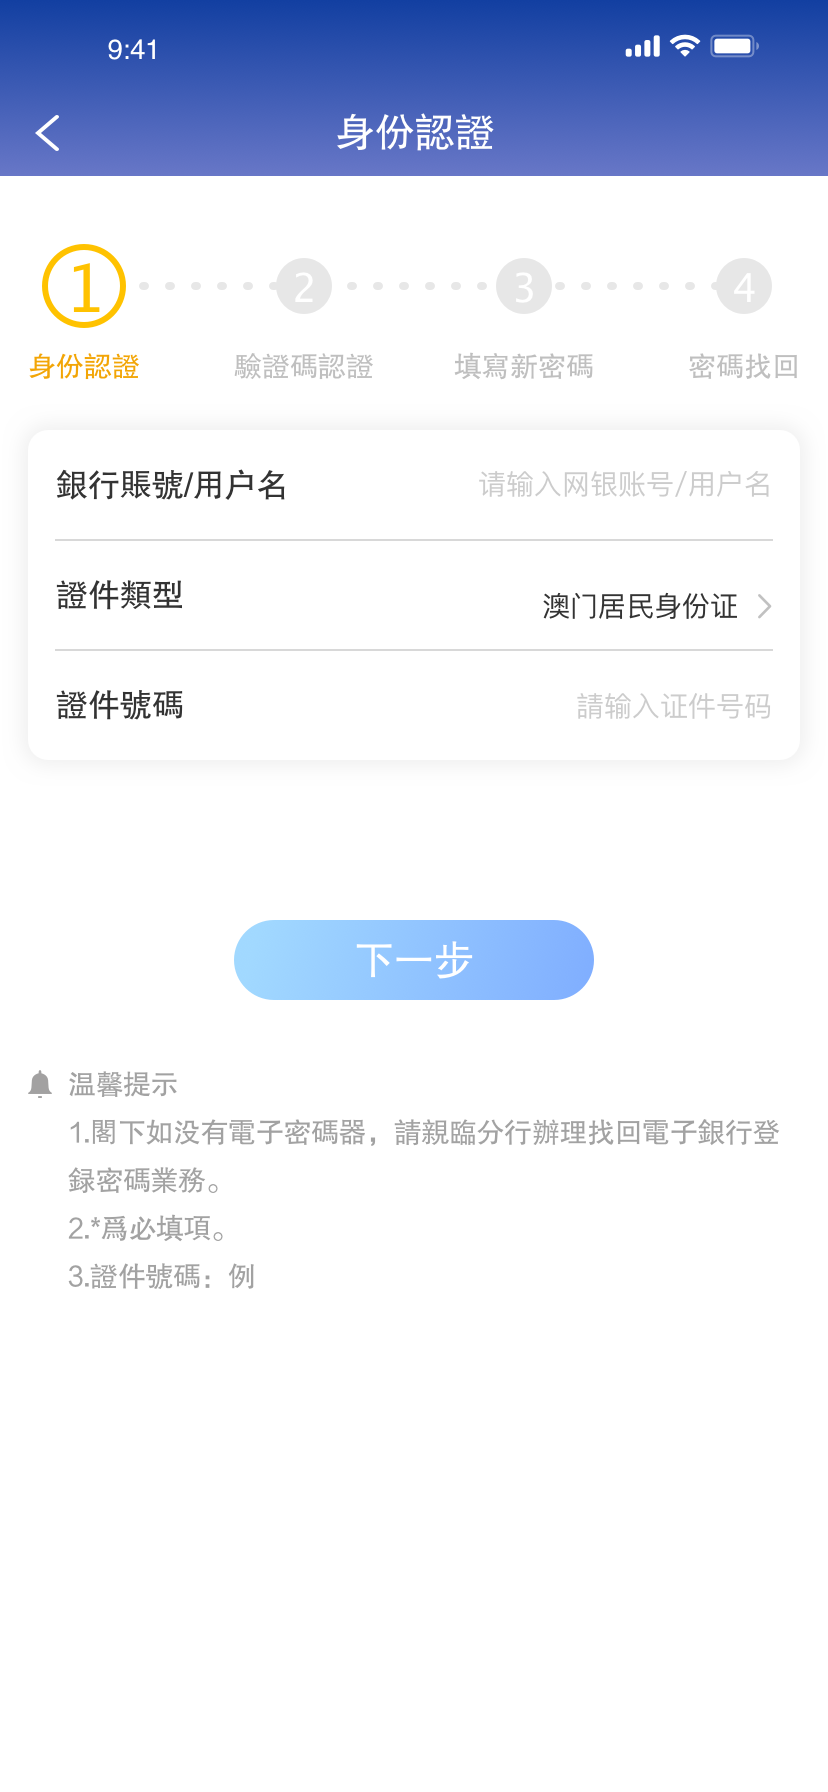 9:41
身份認證
1
2
3
4
身份認證
驗證碼認證
填寫新密碼
密碼找回
銀行賬號/用户名
请输入网银账号/用户名
證件類型
澳门居民身份证
證件號碼
請输入证件号码
下一步
温馨提示
1.閣下如没有電子密碼器，請親臨分行辦理找回電子銀行登
録密碼業務。
2.*爲必填項。
3.證件號碼：例